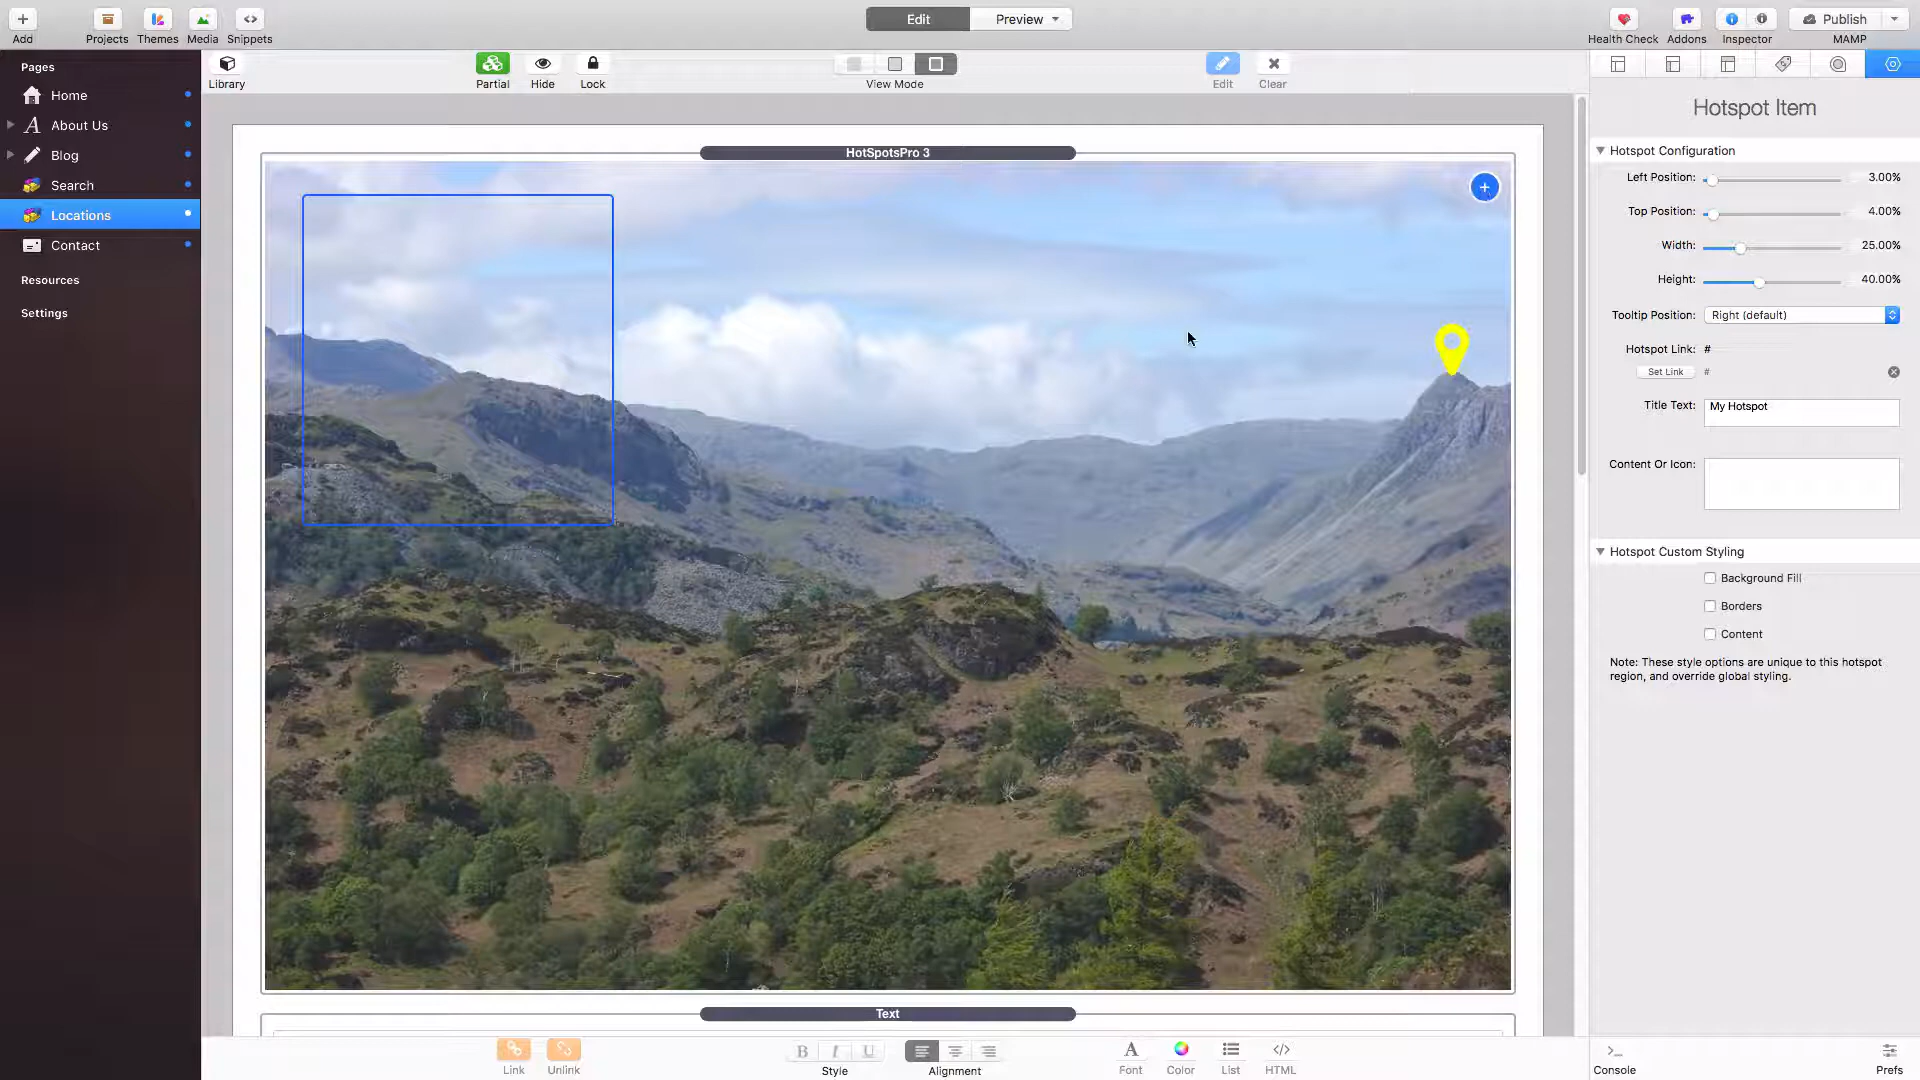 Add
Projects
Themes
Media
Snippets
Edit
Preview
Health Check
Addons
Inspector
Publish
MAMP
Pages
Home
About Us
Blog
Search
Locations
Contact
Resources
Settings
Library
Partial
Hide
Lock
View Mode
Edit
Clear
HotSpotsPro 3
Text
Hotspot Item
Hotspot Configuration
Left Position: 3.00%
Top Position: 4.00%
Width: 25.00%
Height: 40.00%
Tooltip Position: Right (default)
Hotspot Link: #
Set Link #
Title Text: My Hotspot
Content Or Icon:
Hotspot Custom Styling
Background Fill
Borders
Content
Note: These style options are unique to this hotspot
region, and override global styling.
Link
Unlink
B I U
Style
Alignment
A
Font
Color
List
HTML
Console
Prefs